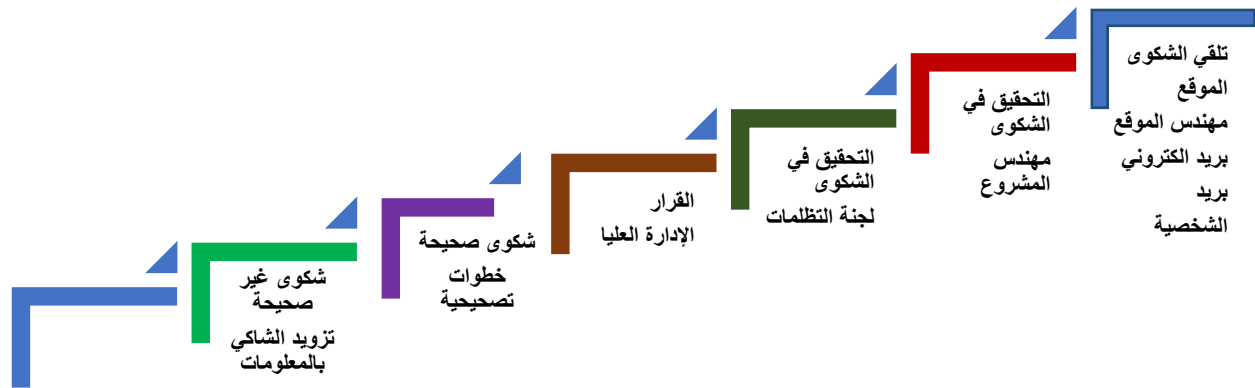 تلقي الشكوى
الموقع
مهندس الموقع
بريد الكتروني
بريد
الشخصية
التحقيق في
الشكوى
مهندس
المشروع
التحقيق في
الشكوى
لجنة التظلمات
القرار
الإدارة العليا
شكوى صحيحة
خطوات
تصحيحية
شكوى غير
صحيحة
تزويد الشاكي
بالمعلومات